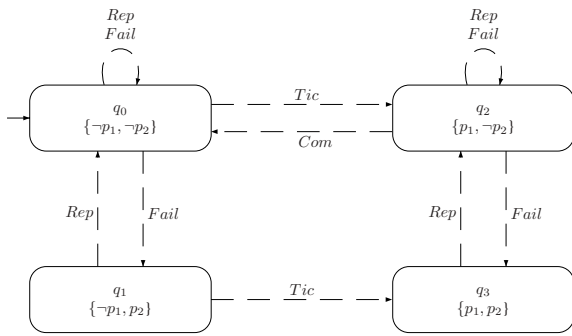 Rep
Fail
Rep
Fail
q₀
{¬p₁, ¬p₂}
Tic
Com
q₂
{p₁, ¬p₂}
Rep
Fail
Rep
Fail
q₁
{¬p₁, p₂}
Tic
q₃
{p₁, p₂}